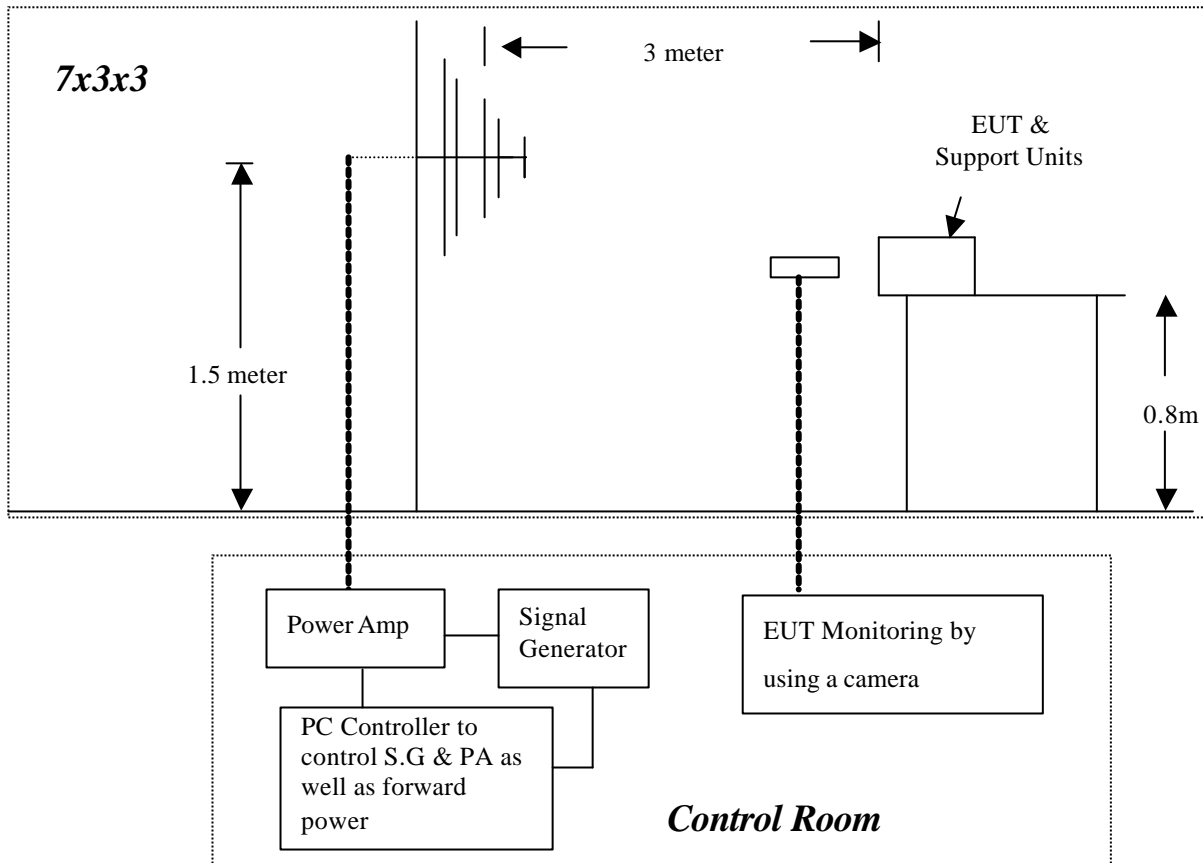 7x3x3
3 meter
EUT &
Support Units
1.5 meter
0.8m
Power Amp
Signal
Generator
EUT Monitoring by
using a camera
PC Controller to
control S.G & PA as
well as forward
power
Control Room